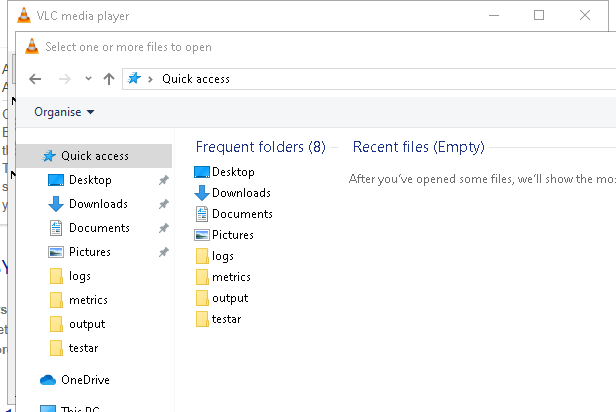 VLC media player
Select one or more files to open
Quick access
Organise
Quick access
Desktop
Downloads
Documents
Pictures
logs
metrics
output
testar
OneDrive
This PC
Frequent folders (8)
Desktop
Downloads
Documents
Pictures
logs
metrics
output
testar
Recent files (Empty)
After you've opened some files, we'll show the mos